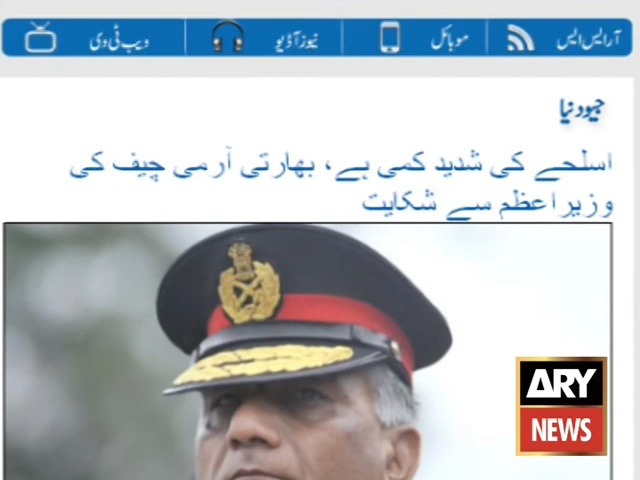 آر ایس ایس موبائل نیوز آڈیو ویب ٹی وی
جیو دنیا
اسلحے کی شدید کمی ہے، بھارتی آرمی چیف کی
وزیراعظم سے شکایت
ARY
NEWS